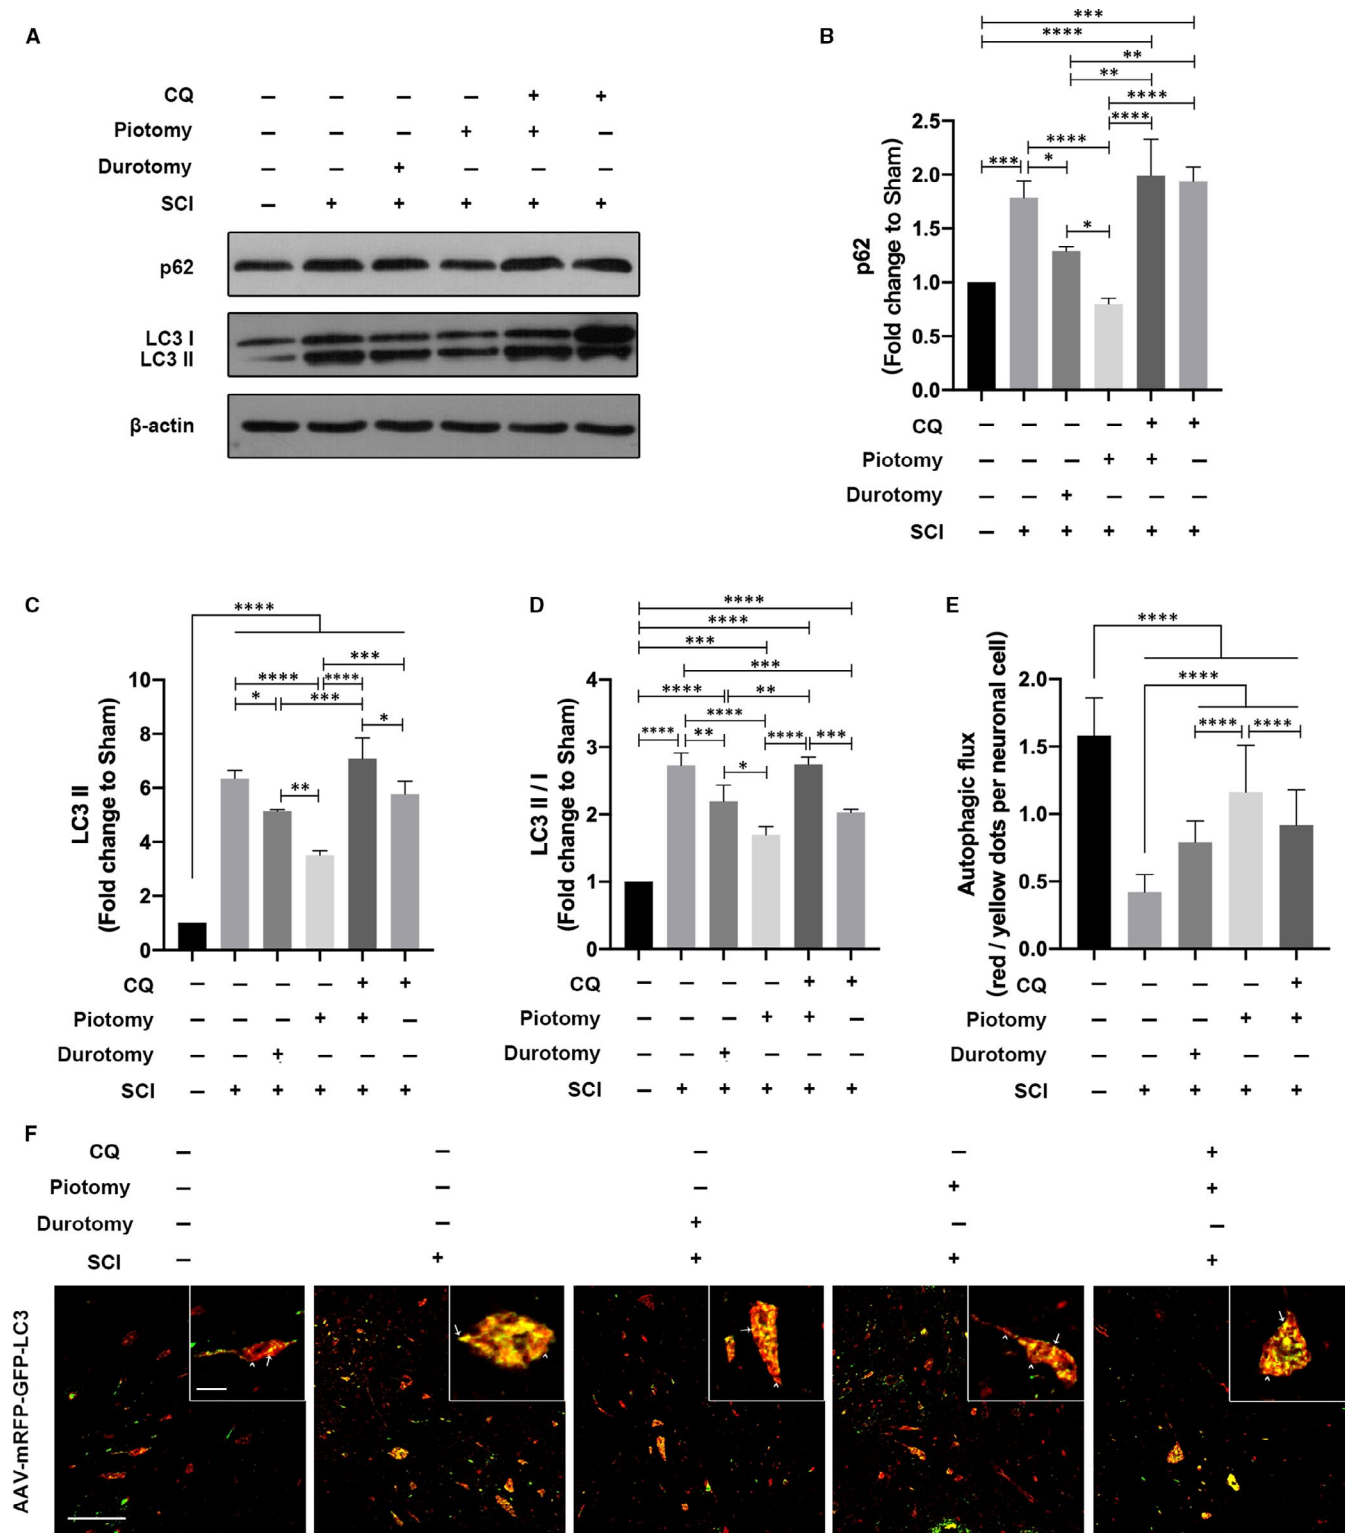 A
CQ – – – – + +
Piotomy – – – + + –
Durotomy – – + – – –
SCI – + + + + +
p62
LC3 I
LC3 II
β-actin
B
***
****
**
**
****
****
****
*** *
*
p62
(Fold change to Sham)
2.5
2.0
1.5
1.0
0.5
0.0
CQ – – – – + +
Piotomy – – – + + –
Durotomy – – + – – –
SCI – + + + + +
C
****
***
**** ****
* ***
*
**
LC3 II
(Fold change to Sham)
10
8
6
4
2
0
CQ – – – – + +
Piotomy – – – + + –
Durotomy – – + – – –
SCI – + + + + +
D
****
****
***
***
**** **
****
**** ** **** ***
*
LC3 II / I
(Fold change to Sham)
4
3
2
1
0
CQ – – – – + +
Piotomy – – – + + –
Durotomy – – + – – –
SCI – + + + + +
E
****
****
**** ****
Autophagic flux
(red / yellow dots per neuronal cell)
2.0
1.5
1.0
0.5
0.0
CQ – – – – +
Piotomy – – – + +
Durotomy – – + – –
SCI – + + + +
F
CQ – – – – +
Piotomy – – – + +
Durotomy – – + – –
SCI – + + + +
AAV-mRFP-GFP-LC3